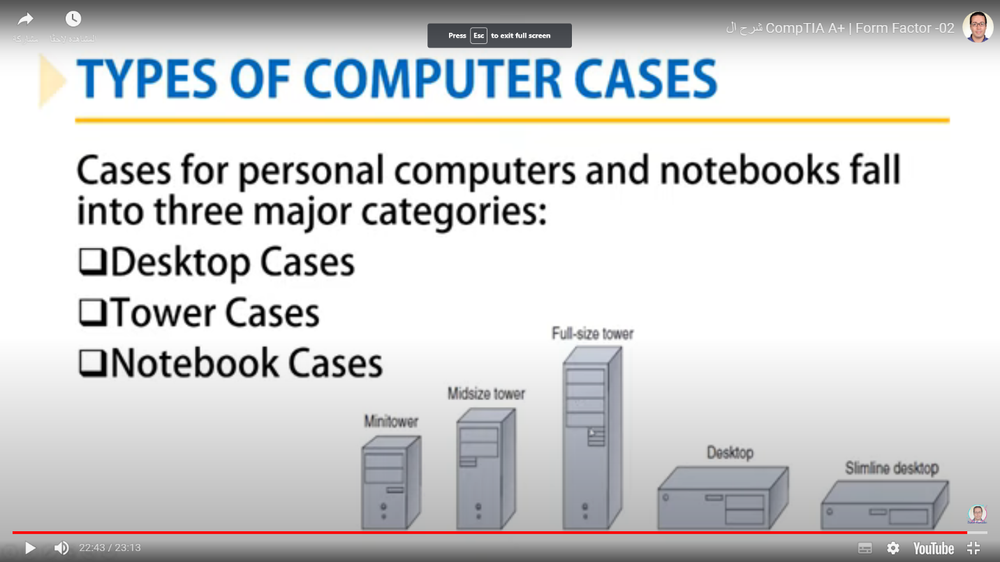 شرح ال CompTIA A+ | Form Factor -02
Press Esc to exit full screen
مشاركة
المشاهدة لاحقًا
TYPES OF COMPUTER CASES
Cases for personal computers and notebooks fall
into three major categories:
❑Desktop Cases
❑Tower Cases
❑Notebook Cases
Full-size tower
Midsize tower
Minitower
Desktop
Slimline desktop
22:43 / 23:13
YouTube